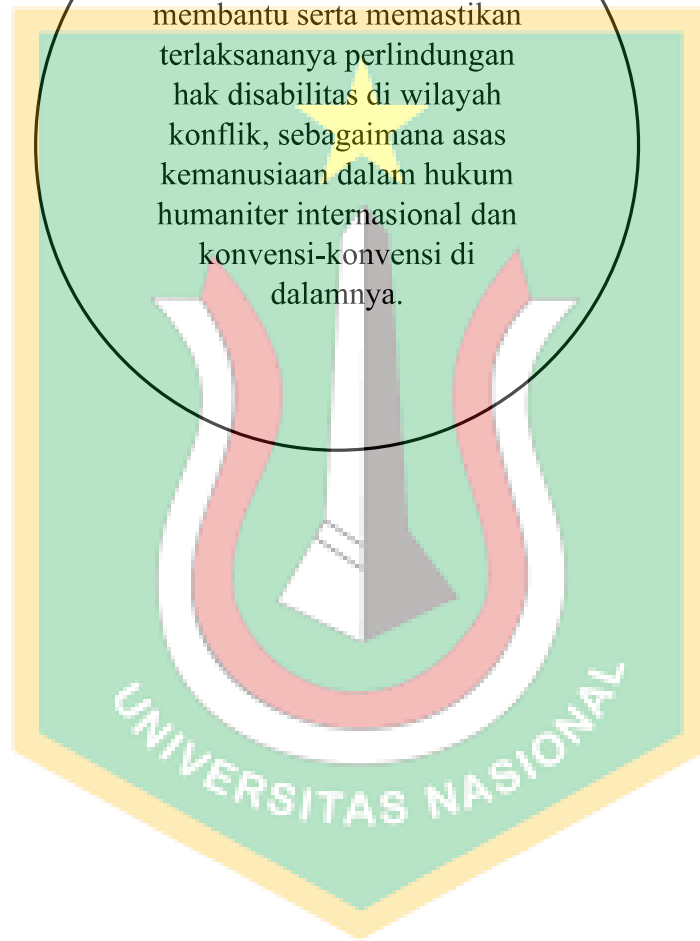 membantu serta memastikan
terlaksananya perlindungan
hak disabilitas di wilayah
konflik, sebagaimana asas
kemanusiaan dalam hukum
humaniter internasional dan
konvensi-konvensi di
dalamnya.
UNIVERSITAS NASIONAL